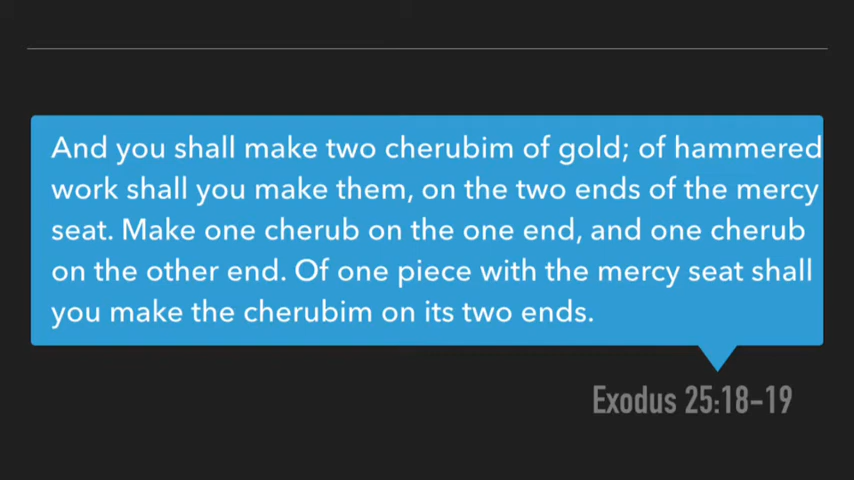 And you shall make two cherubim of gold; of hammered
work shall you make them, on the two ends of the mercy
seat. Make one cherub on the one end, and one cherub
on the other end. Of one piece with the mercy seat shall
you make the cherubim on its two ends.
Exodus 25:18–19